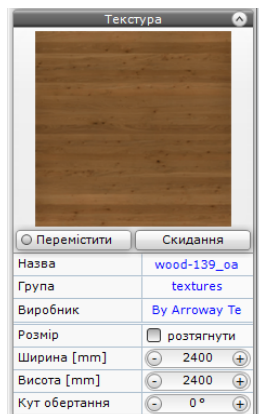 Текстура
Перемістити Скидання
Назва wood-139_oa
Група textures
Виробник By Arroway Te
Розмір розтягнути
Ширина [mm] - 2400 +
Висота [mm] - 2400 +
Кут обертання - 0° +